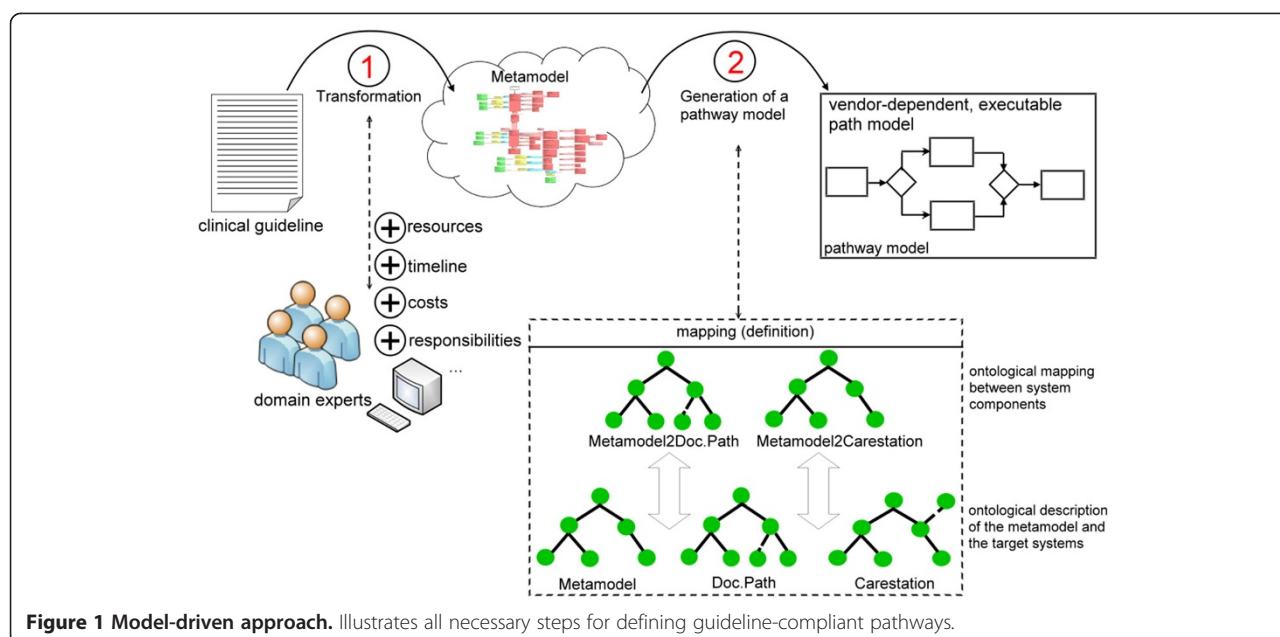 1
Transformation
clinical guideline
Metamodel
2
Generation of a
pathway model
vendor-dependent, executable
path model
pathway model
+ resources
+ timeline
+ costs
+ responsibilities
...
domain experts
mapping (definition)
Metamodel2Doc.Path
Metamodel2Carestation
ontological mapping
between system
components
Metamodel
Doc.Path
Carestation
ontological description
of the metamodel and
the target systems
Figure 1 Model-driven approach. Illustrates all necessary steps for defining guideline-compliant pathways.